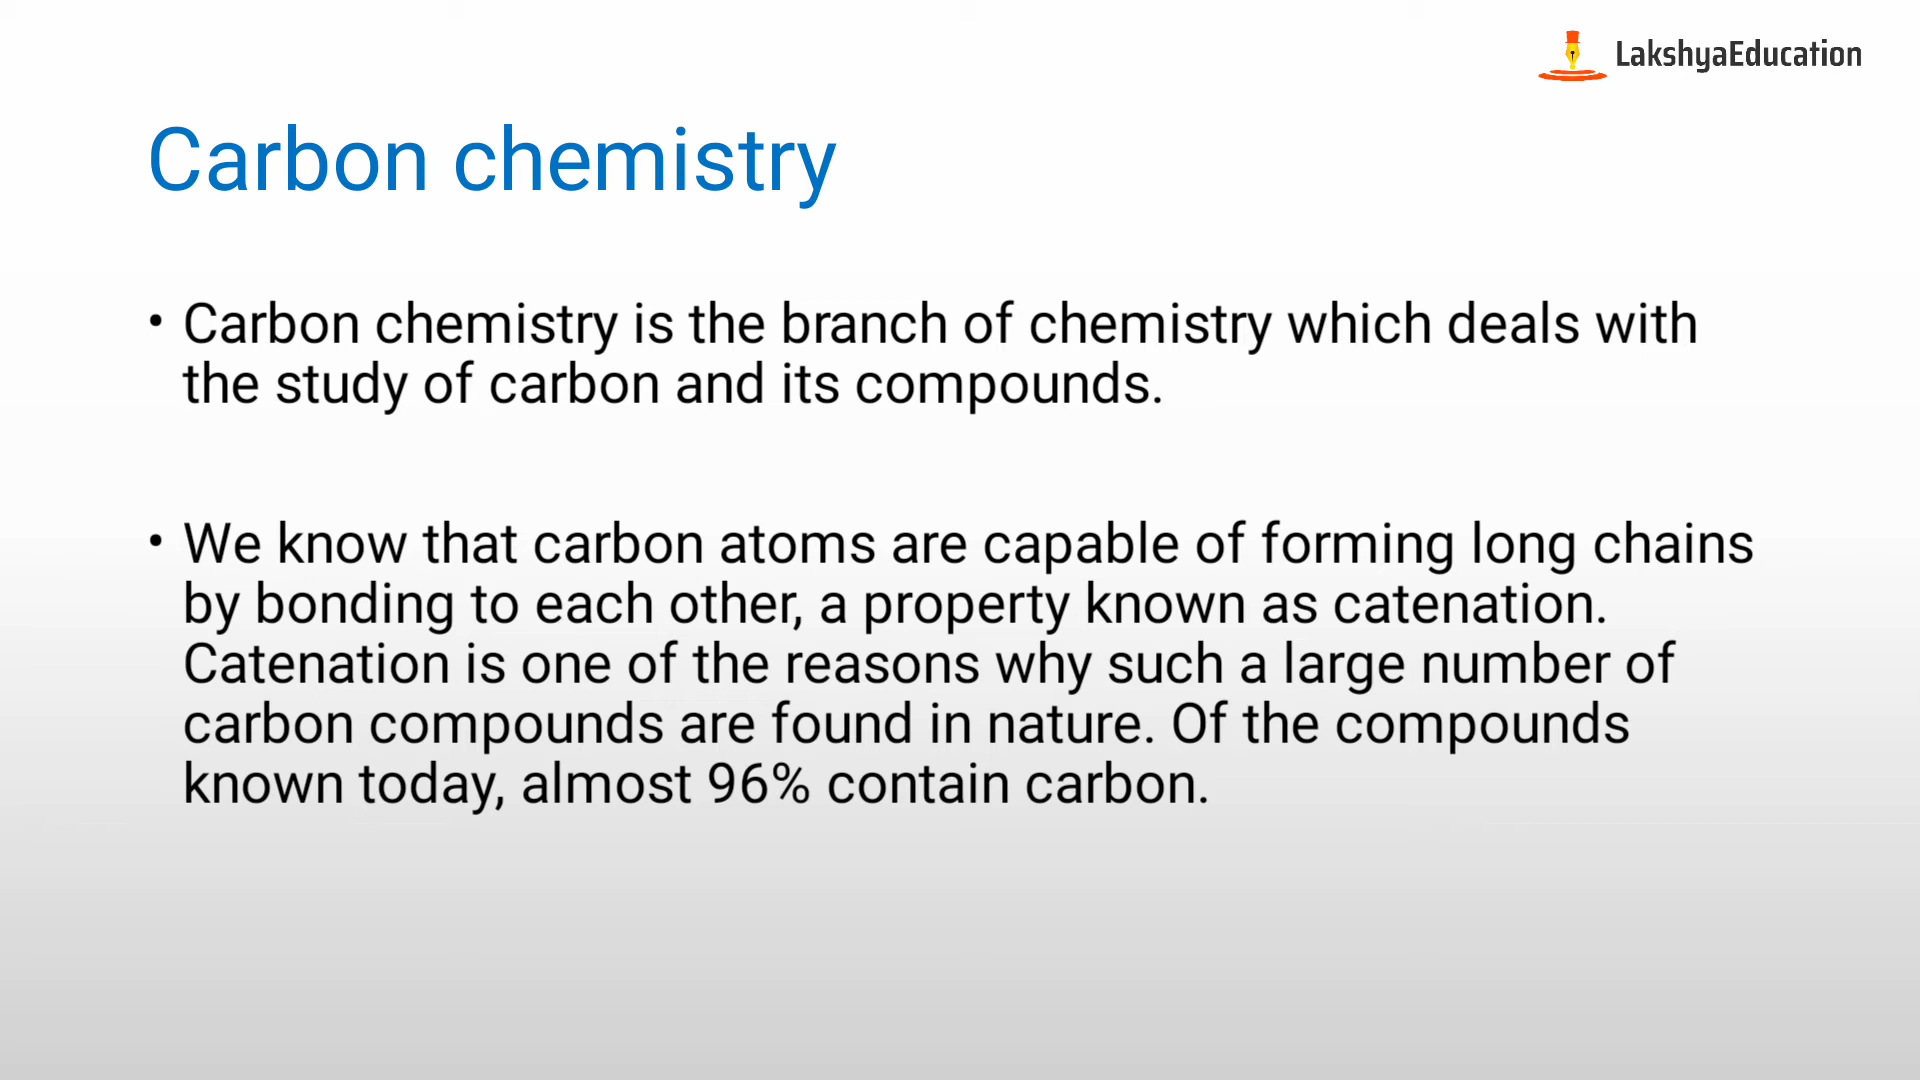 LakshyaEducation
Carbon chemistry
• Carbon chemistry is the branch of chemistry which deals with
the study of carbon and its compounds.
• We know that carbon atoms are capable of forming long chains
by bonding to each other, a property known as catenation.
Catenation is one of the reasons why such a large number of
carbon compounds are found in nature. Of the compounds
known today, almost 96% contain carbon.